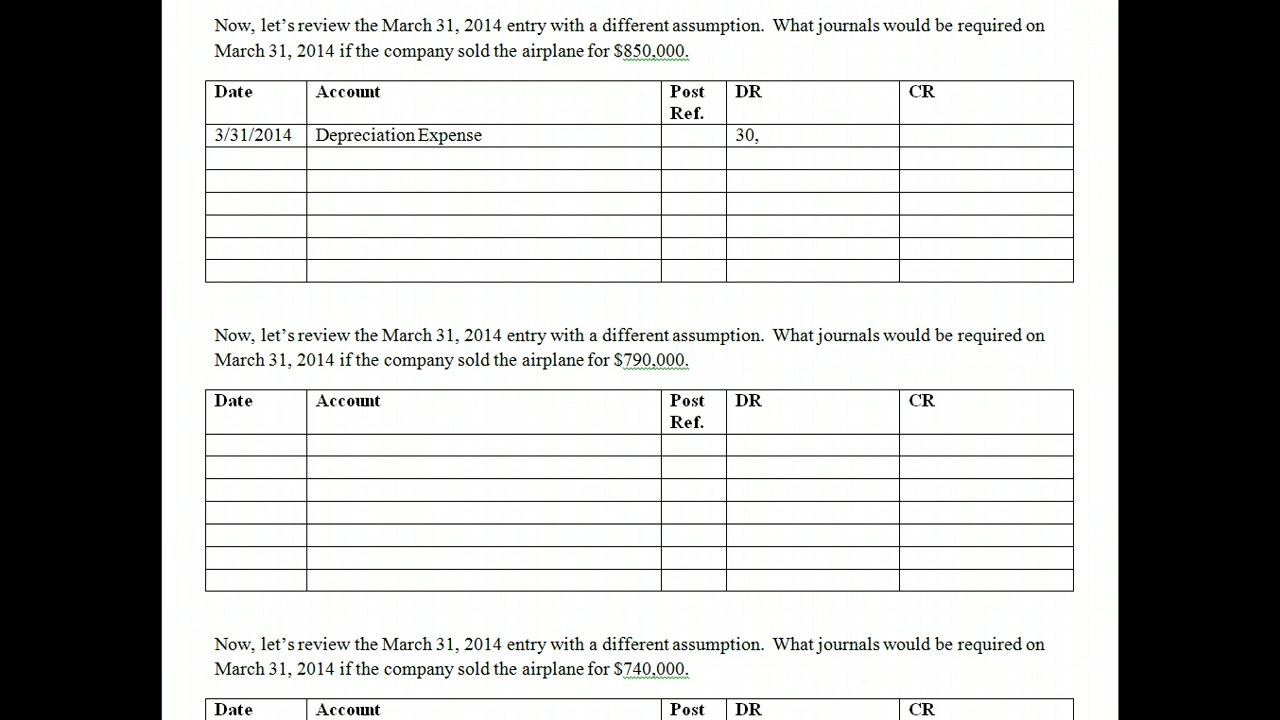 Now, let's review the March 31, 2014 entry with a different assumption. What journals would be required on
March 31, 2014 if the company sold the airplane for $850,000.
Date Account Post Ref. DR CR
3/31/2014 Depreciation Expense 30,
Now, let's review the March 31, 2014 entry with a different assumption. What journals would be required on
March 31, 2014 if the company sold the airplane for $790,000.
Date Account Post Ref. DR CR
Now, let's review the March 31, 2014 entry with a different assumption. What journals would be required on
March 31, 2014 if the company sold the airplane for $740,000.
Date Account Post DR CR